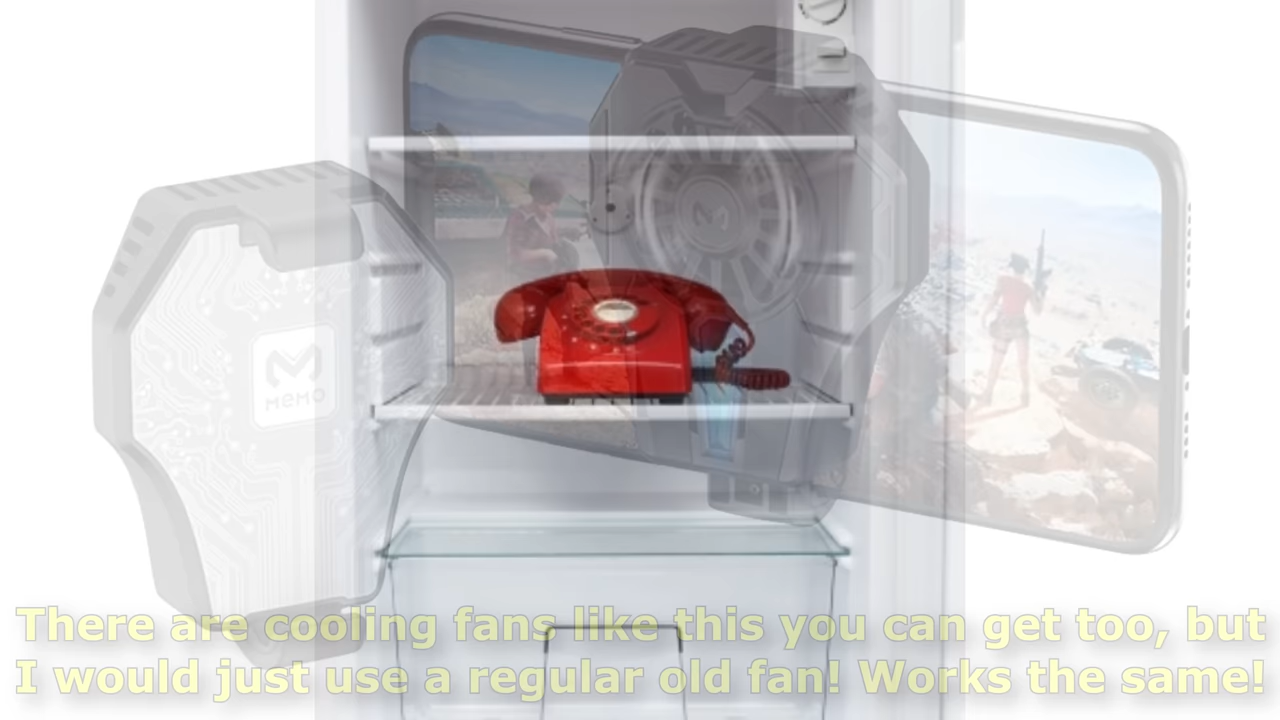 MEMO
There are cooling fans like this you can get too, but
I would just use a regular old fan! Works the same!